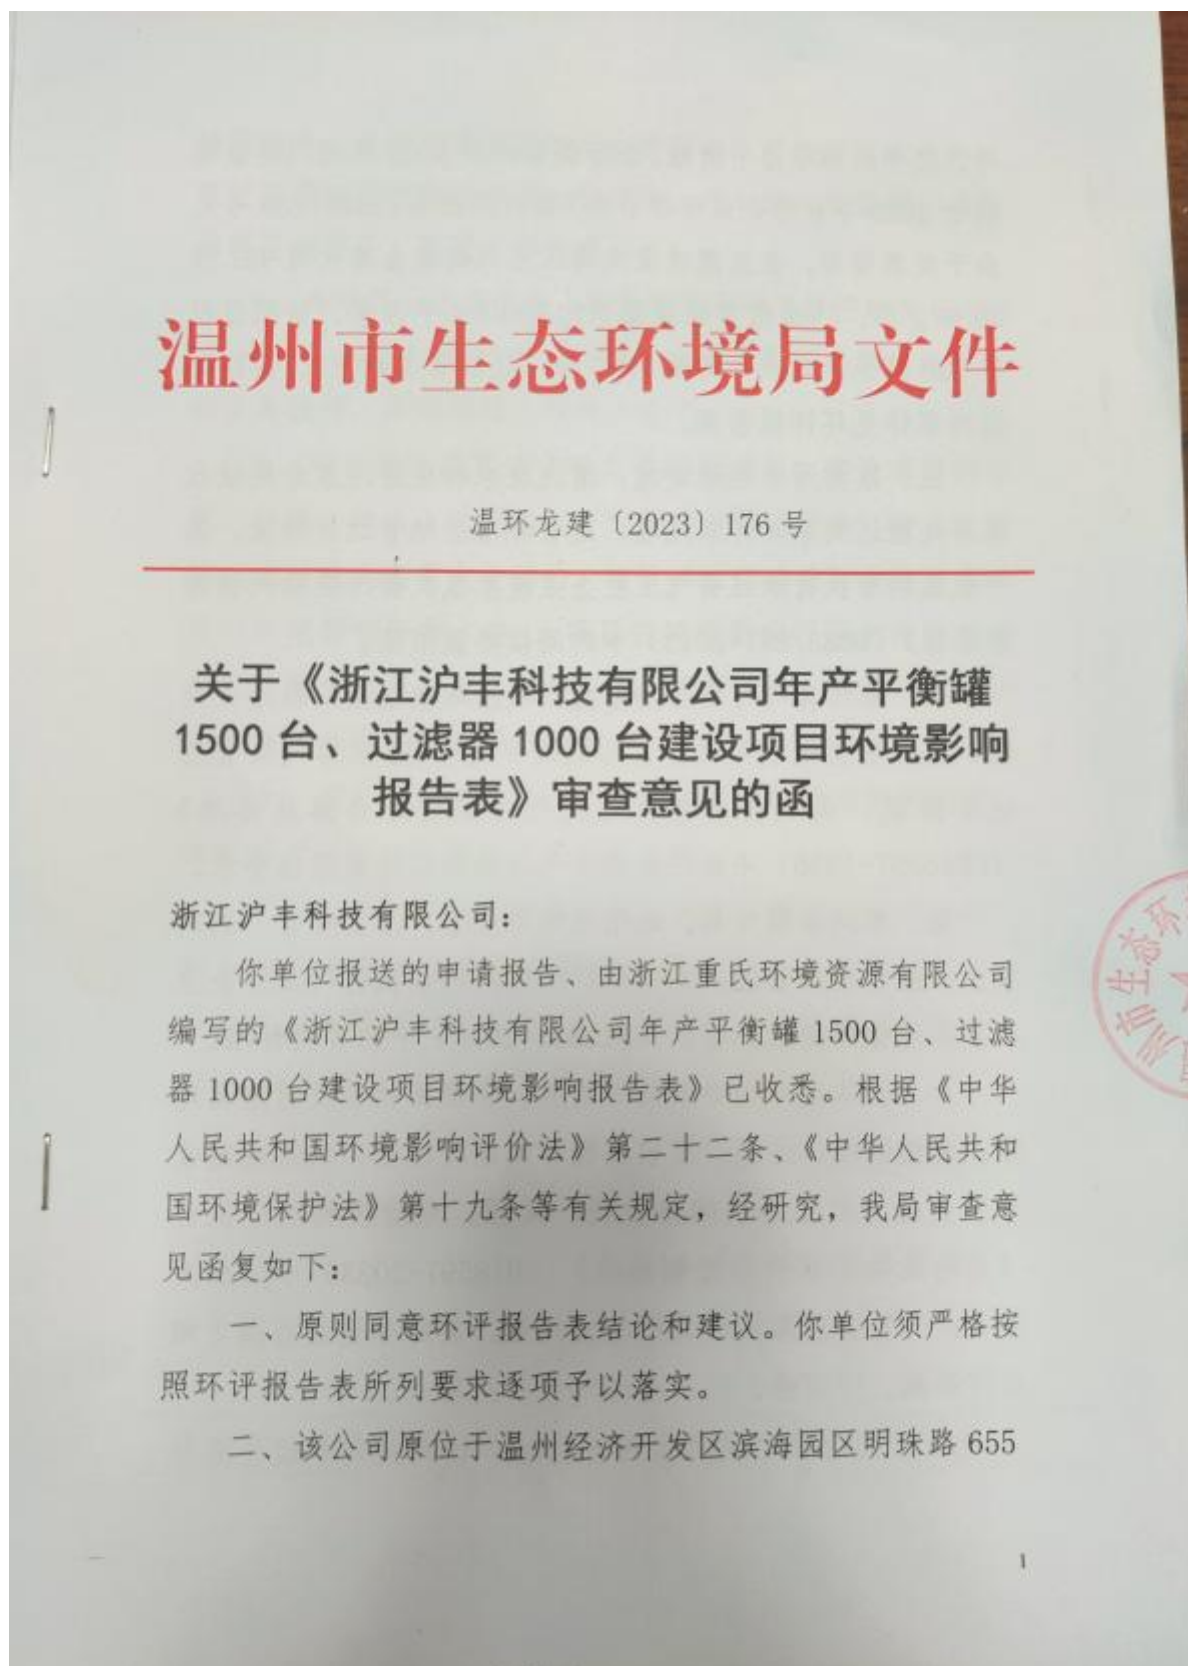 温州市生态环境局文件
温环龙建〔2023〕176号
关于《浙江沪丰科技有限公司年产平衡罐
1500台、过滤器1000台建设项目环境影响
报告表》审查意见的函
浙江沪丰科技有限公司：
你单位报送的申请报告、由浙江重氏环境资源有限公司
编写的《浙江沪丰科技有限公司年产平衡罐1500台、过滤
器1000台建设项目环境影响报告表》已收悉。根据《中华
人民共和国环境影响评价法》第二十二条、《中华人民共和
国环境保护法》第十九条等有关规定，经研究，我局审查意
见函复如下：
一、原则同意环评报告表结论和建议。你单位须严格按
照环评报告表所列要求逐项予以落实。
二、该公司原位于温州经济开发区滨海园区明珠路655
州市生态环
1